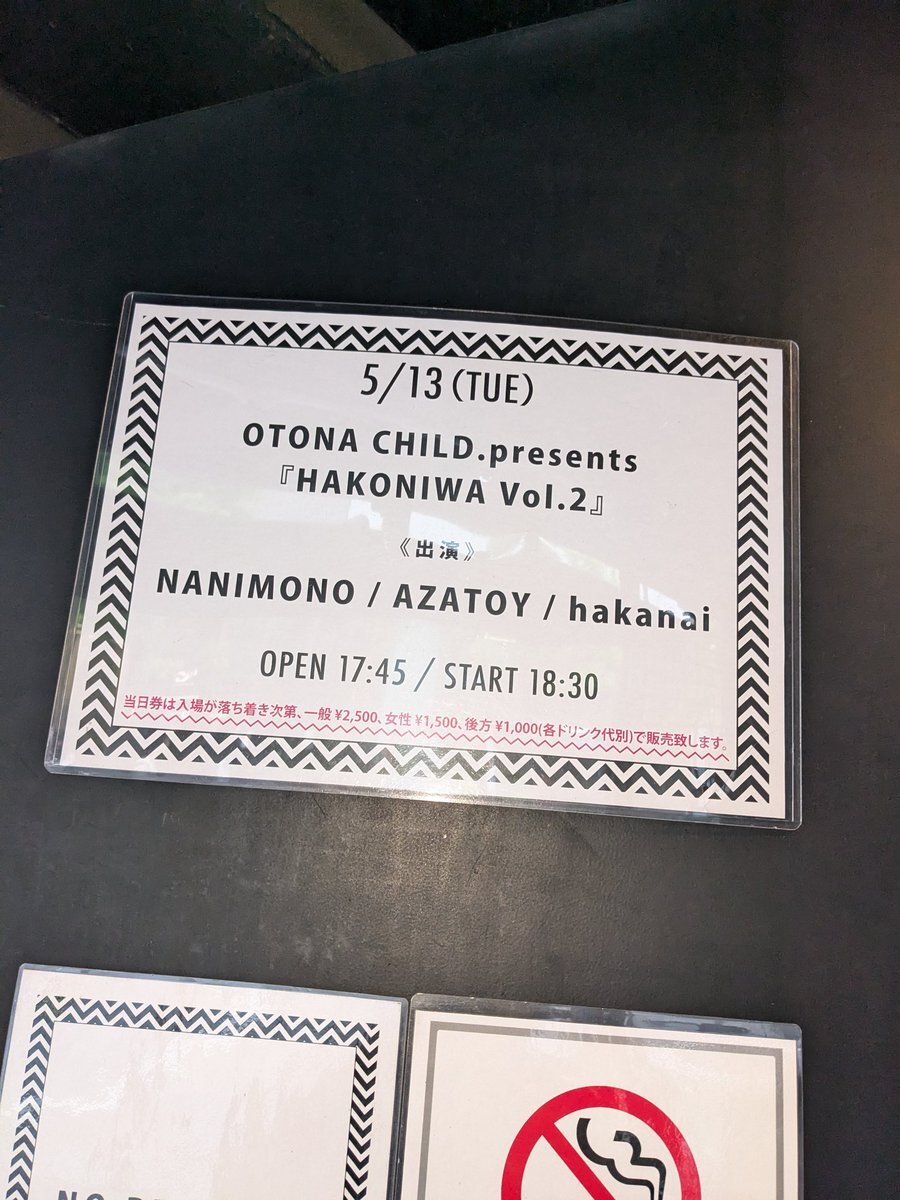 5/13(TUE)
OTONA CHILD.presents
『HAKONIWA Vol.2』
《出演》
NANIMONO / AZATOY / hakanai
OPEN 17:45 / START 18:30
当日券は入場が落ち着き次第、一般 ¥2,500、女性 ¥1,500、後方 ¥1,000(各ドリンク代別)で販売致します。